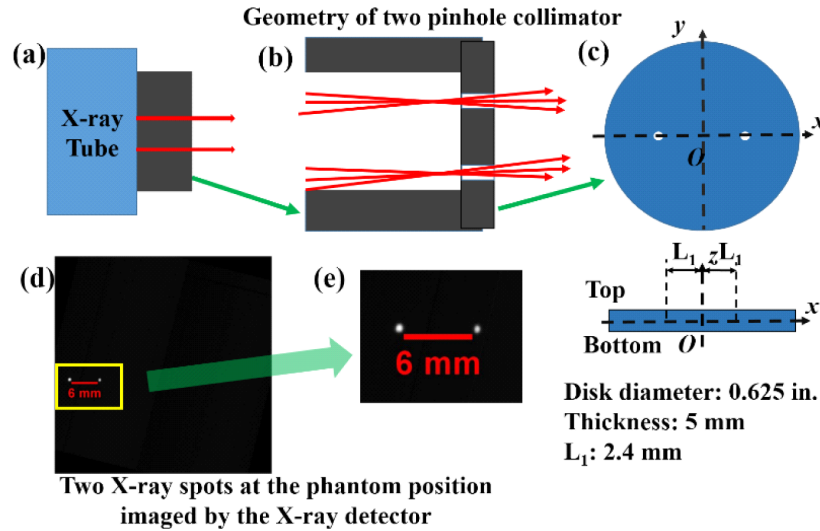 Geometry of two pinhole collimator
(a)
X-ray
Tube
(b)
(c)
y
x
O
(d)
6 mm
(e)
6 mm
L₁
z
L₁
Top
x
Bottom
O
Disk diameter: 0.625 in.
Thickness: 5 mm
L₁: 2.4 mm
Two X-ray spots at the phantom position
imaged by the X-ray detector